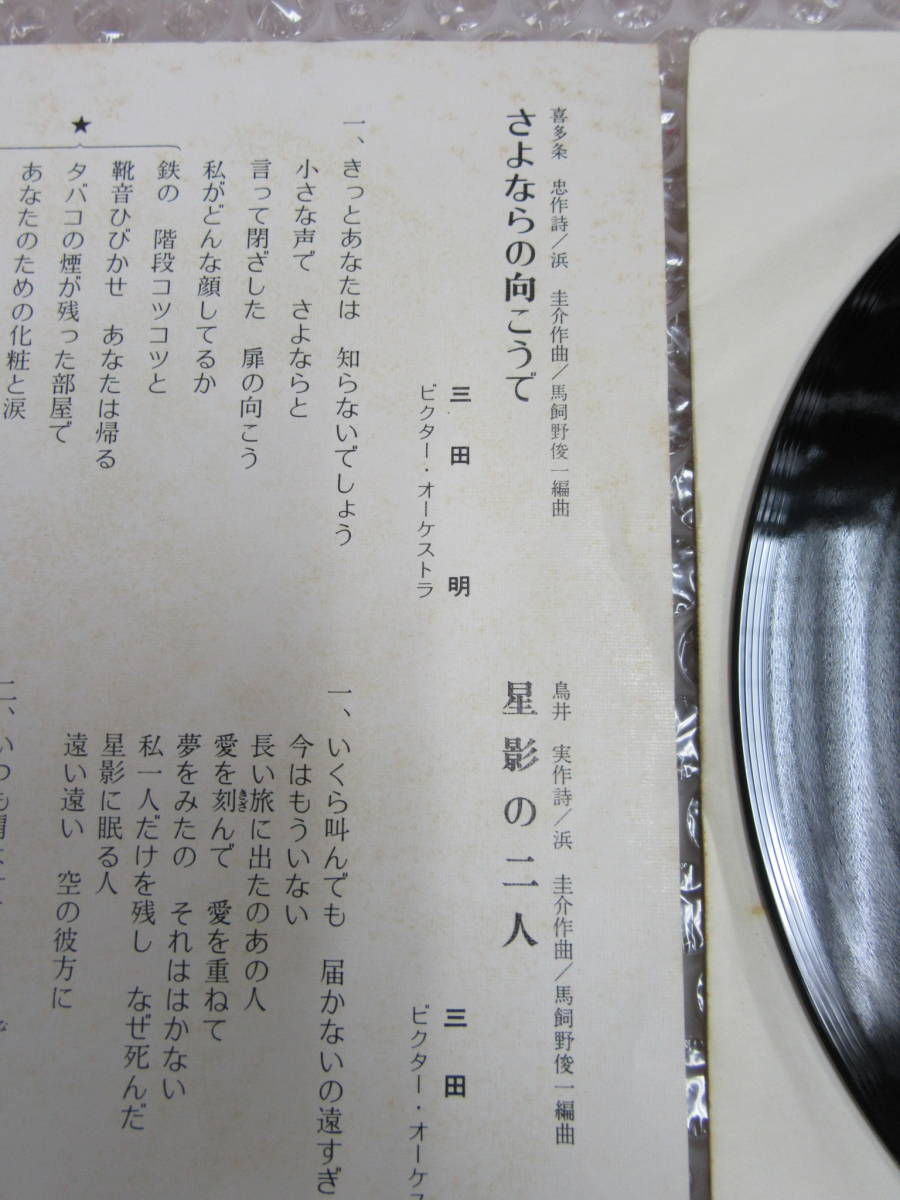 喜多条 忠作詩/浜 圭介作曲/馬飼野俊一編曲
さよならの向こうで
三田 明
ビクター・オーケストラ
一、きっとあなたは 知らないでしょう
小さな声で さよならと
言って閉ざした 扉の向こう
私がどんな顔してるか
★
鉄の 階段コツコツと
靴音ひびかせ あなたは帰る
タバコの煙が残った部屋で
あなたのための化粧と涙
鳥井 実作詩/浜 圭介作曲/馬飼野俊一編曲
星影の二人
三田
ビクター・オーケス
一、いくら叫んでも 届かないの遠すぎ
今はもういない
長い旅に出たのあの人
愛を刻んで 愛を重ねて
きざ
夢をみたの それははかない
私一人だけを残し なぜ死んだ
星影に眠る人
遠い遠い 空の彼方に
二、いつも